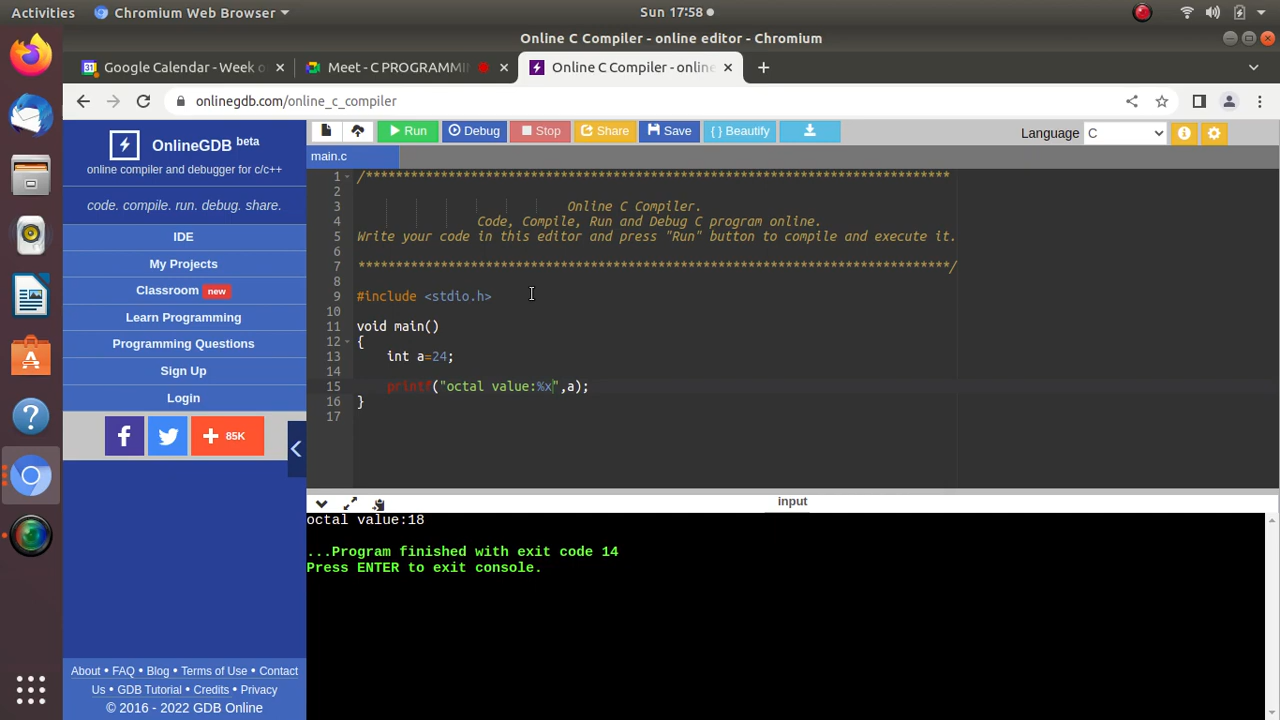 Activities Chromium Web Browser Sun 17:58
Online C Compiler - online editor - Chromium
31 Google Calendar - Week o Meet - C PROGRAMMI Online C Compiler - online
onlinegdb.com/online_c_compiler
OnlineGDB beta
online compiler and debugger for c/c++
code. compile. run. debug. share.
IDE
My Projects
Classroom new
Learn Programming
Programming Questions
Sign Up
Login
f + 85K
About • FAQ • Blog • Terms of Use • Contact
Us • GDB Tutorial • Credits • Privacy
© 2016 - 2022 GDB Online
Run Debug Stop Share Save { } Beautify Language C
main.c
1 /******************************************************************************
2
3 Online C Compiler.
4 Code, Compile, Run and Debug C program online.
5 Write your code in this editor and press "Run" button to compile and execute it.
6
7 *******************************************************************************/
8
9 #include <stdio.h>
10
11 void main()
12 {
13 int a=24;
14
15 printf("octal value:%x",a);
16 }
17
input
octal value:18
...Program finished with exit code 14
Press ENTER to exit console.